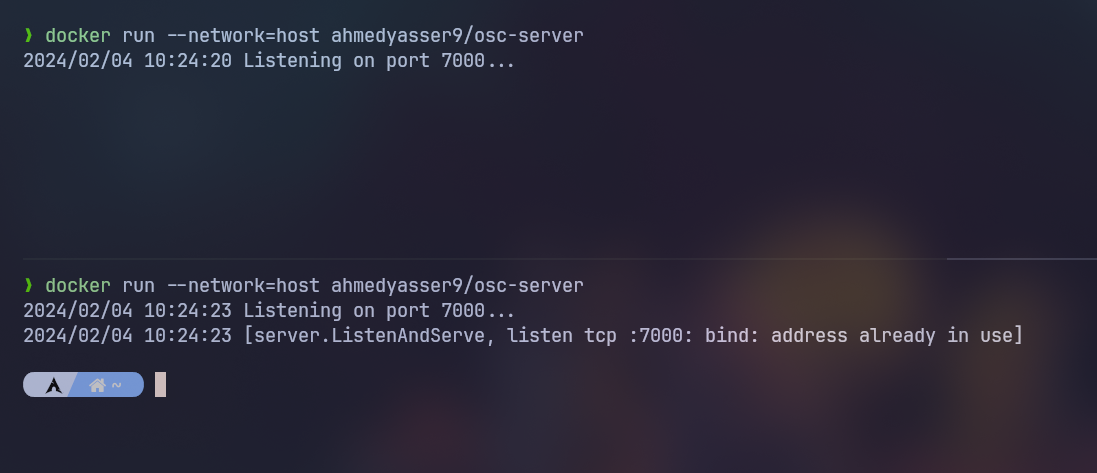 ❯ docker run --network=host ahmedyasser9/osc-server
2024/02/04 10:24:20 Listening on port 7000...
❯ docker run --network=host ahmedyasser9/osc-server
2024/02/04 10:24:23 Listening on port 7000...
2024/02/04 10:24:23 [server.ListenAndServe, listen tcp :7000: bind: address already in use]
~